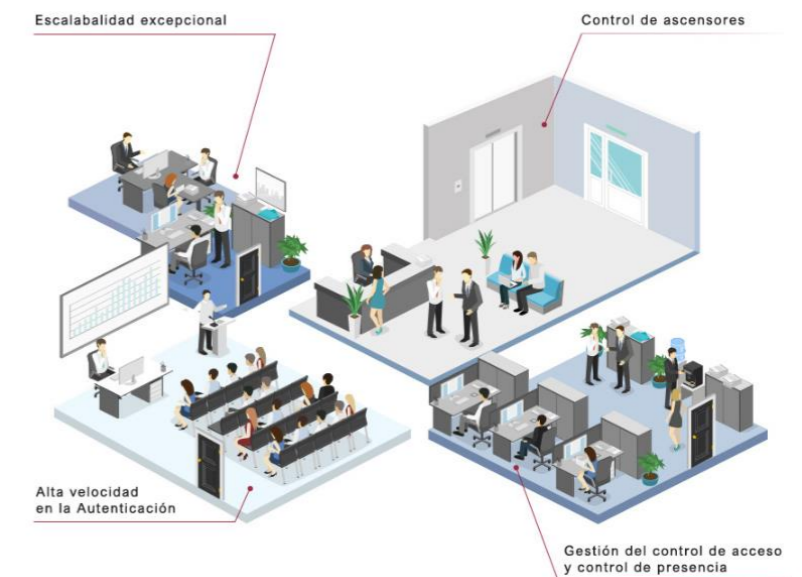 Escalabalidad excepcional
Control de ascensores
Alta velocidad
en la Autenticación
Gestión del control de acceso
y control de presencia